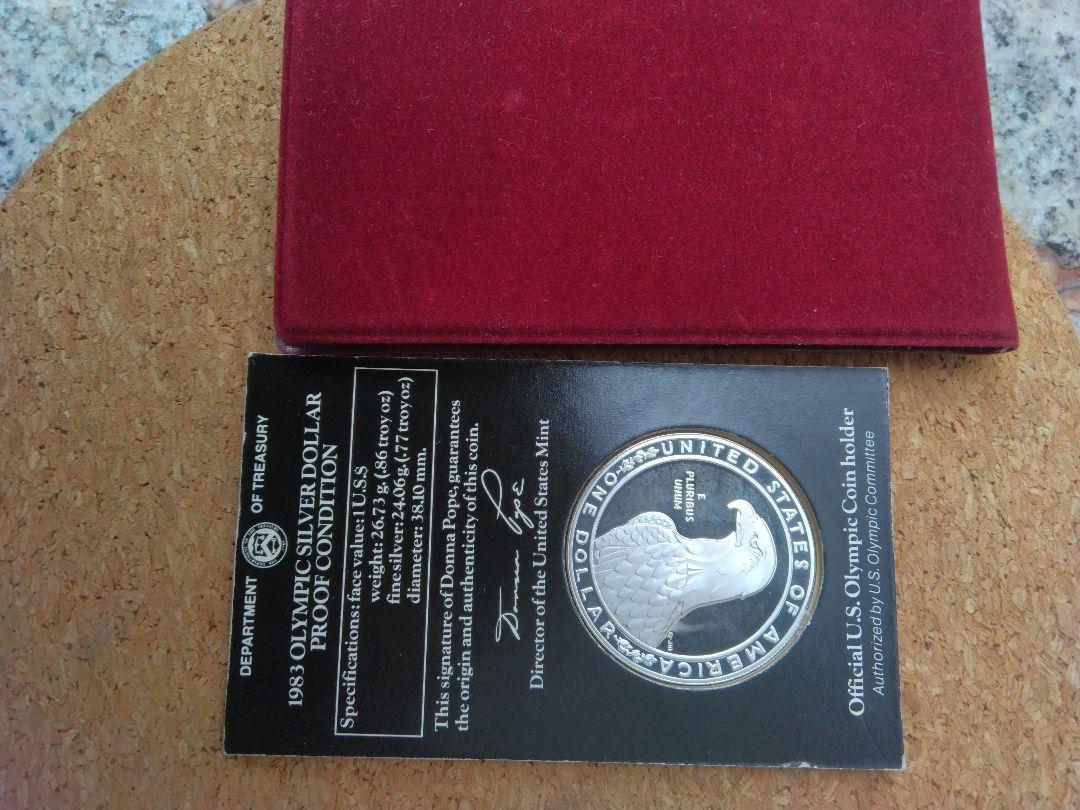 DEPARTMENT OF TREASURY
1983 OLYMPIC SILVER DOLLAR
PROOF CONDITION
Specifications: face value: 1 U.S.$
weight: 26.73 g. (.86 troy oz)
fine silver: 24.06 g. (.77 troy oz)
diameter: 38.10 mm.
This signature of Donna Pope, guarantees
the origin and authenticity of this coin.
Donna Pope
Director of the United States Mint
UNITED STATES OF AMERICA
ONE DOLLAR
E
PLURIBUS
UNUM
Official U.S. Olympic Coin holder
Authorized by U.S. Olympic Committee